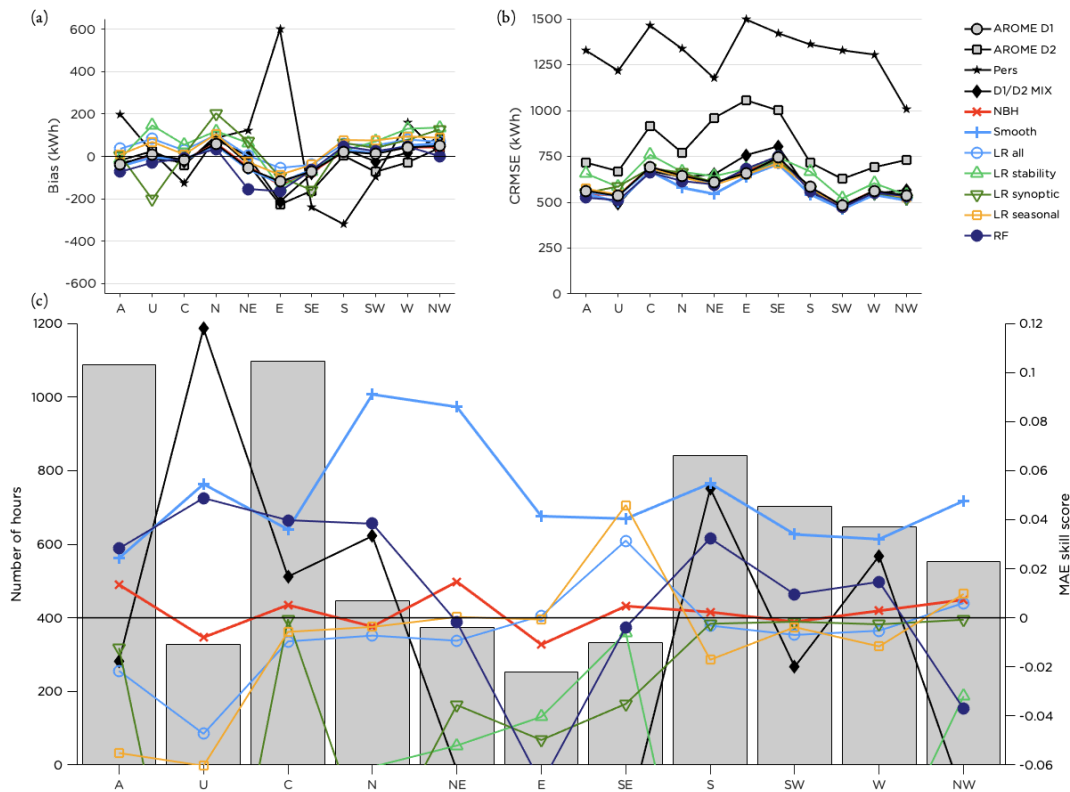 (a)
600
400
200
0
-200
-400
-600
Bias (kWh)
A U C N NE E SE S SW W NW
(b)
1500
1250
1000
750
500
250
0
CRMSE (kWh)
A U C N NE E SE S SW W NW
AROME D1
AROME D2
Pers
D1/D2 MIX
NBH
Smooth
LR all
LR stability
LR synoptic
LR seasonal
RF
(c)
1200
1000
800
600
400
200
0
Number of hours
0.12
0.1
0.08
0.06
0.04
0.02
0
-0.02
-0.04
-0.06
MAE skill score
A U C N NE E SE S SW W NW